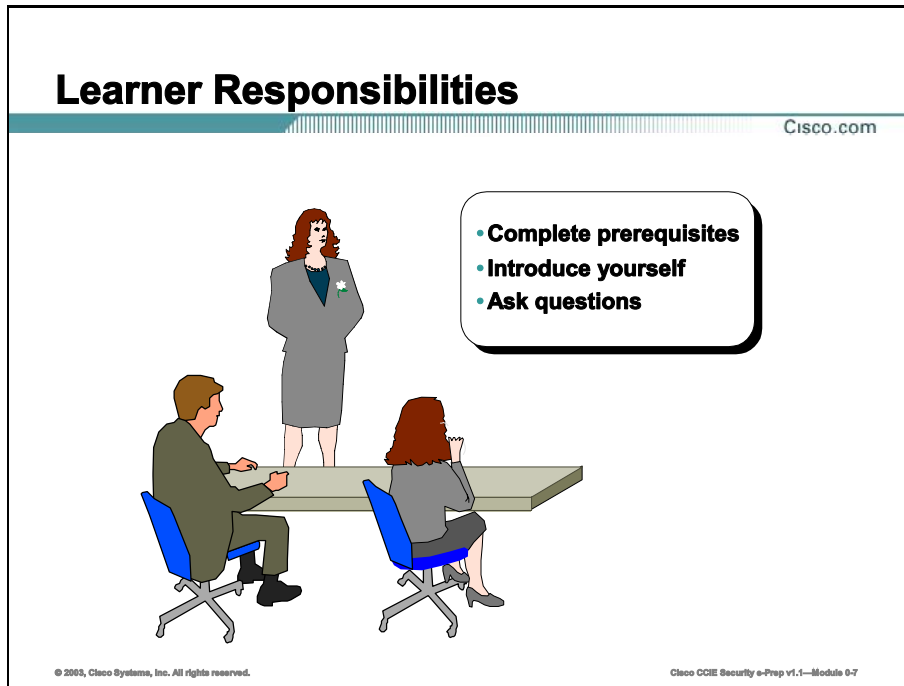 Learner Responsibilities
Cisco.com
•Complete prerequisites
•Introduce yourself
•Ask questions
© 2003, Cisco Systems, Inc. All rights reserved.
Cisco CCIE Security e-Prep v1.1—Module 0-7